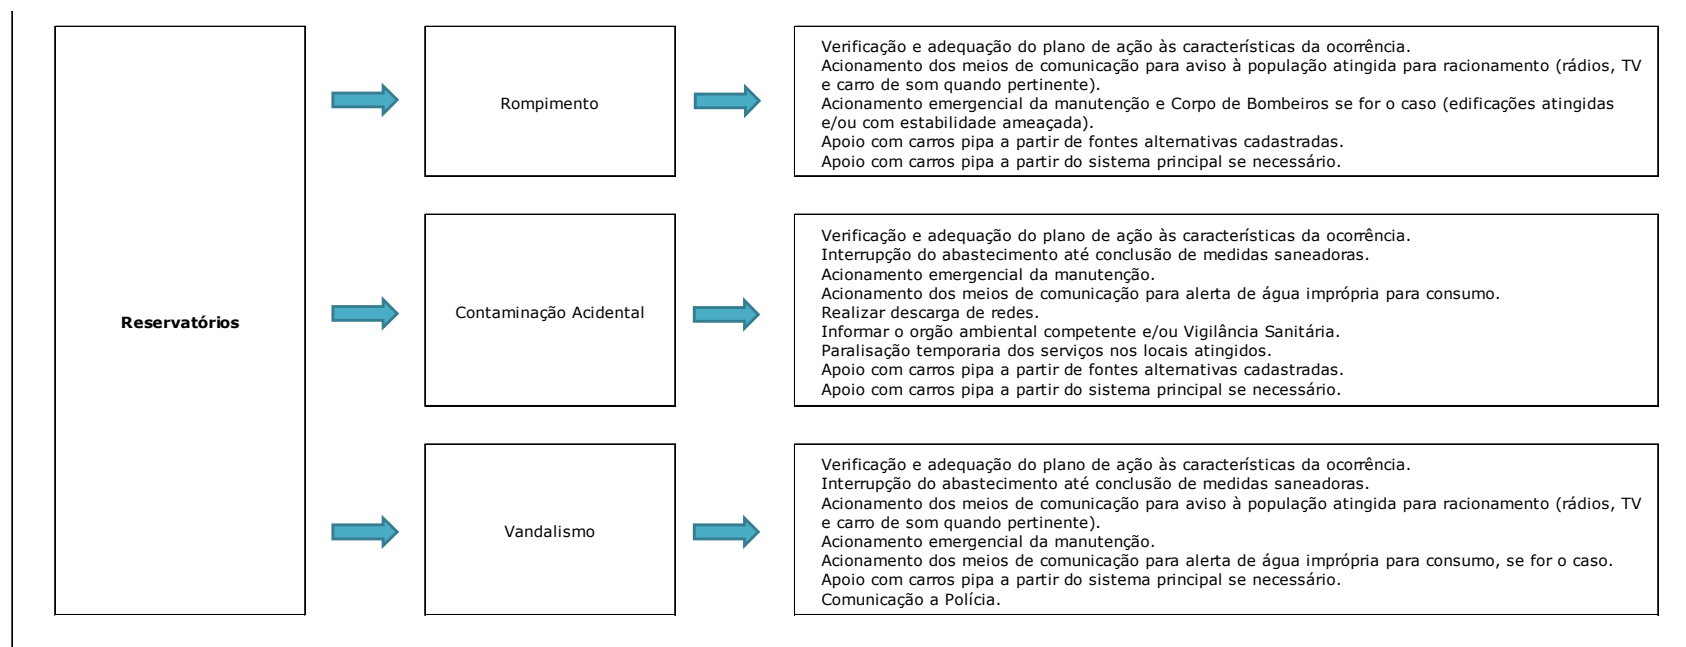 Reservatórios
Rompimento
Verificação e adequação do plano de ação às características da ocorrência.
Acionamento dos meios de comunicação para aviso à população atingida para racionamento (rádios, TV
e carro de som quando pertinente).
Acionamento emergencial da manutenção e Corpo de Bombeiros se for o caso (edificações atingidas
e/ou com estabilidade ameaçada).
Apoio com carros pipa a partir de fontes alternativas cadastradas.
Apoio com carros pipa a partir do sistema principal se necessário.
Contaminação Acidental
Verificação e adequação do plano de ação às características da ocorrência.
Interrupção do abastecimento até conclusão de medidas saneadoras.
Acionamento emergencial da manutenção.
Acionamento dos meios de comunicação para alerta de água imprópria para consumo.
Realizar descarga de redes.
Informar o orgão ambiental competente e/ou Vigilância Sanitária.
Paralisação temporaria dos serviços nos locais atingidos.
Apoio com carros pipa a partir de fontes alternativas cadastradas.
Apoio com carros pipa a partir do sistema principal se necessário.
Vandalismo
Verificação e adequação do plano de ação às características da ocorrência.
Interrupção do abastecimento até conclusão de medidas saneadoras.
Acionamento dos meios de comunicação para aviso à população atingida para racionamento (rádios, TV
e carro de som quando pertinente).
Acionamento emergencial da manutenção.
Acionamento dos meios de comunicação para alerta de água imprópria para consumo, se for o caso.
Apoio com carros pipa a partir do sistema principal se necessário.
Comunicação a Polícia.